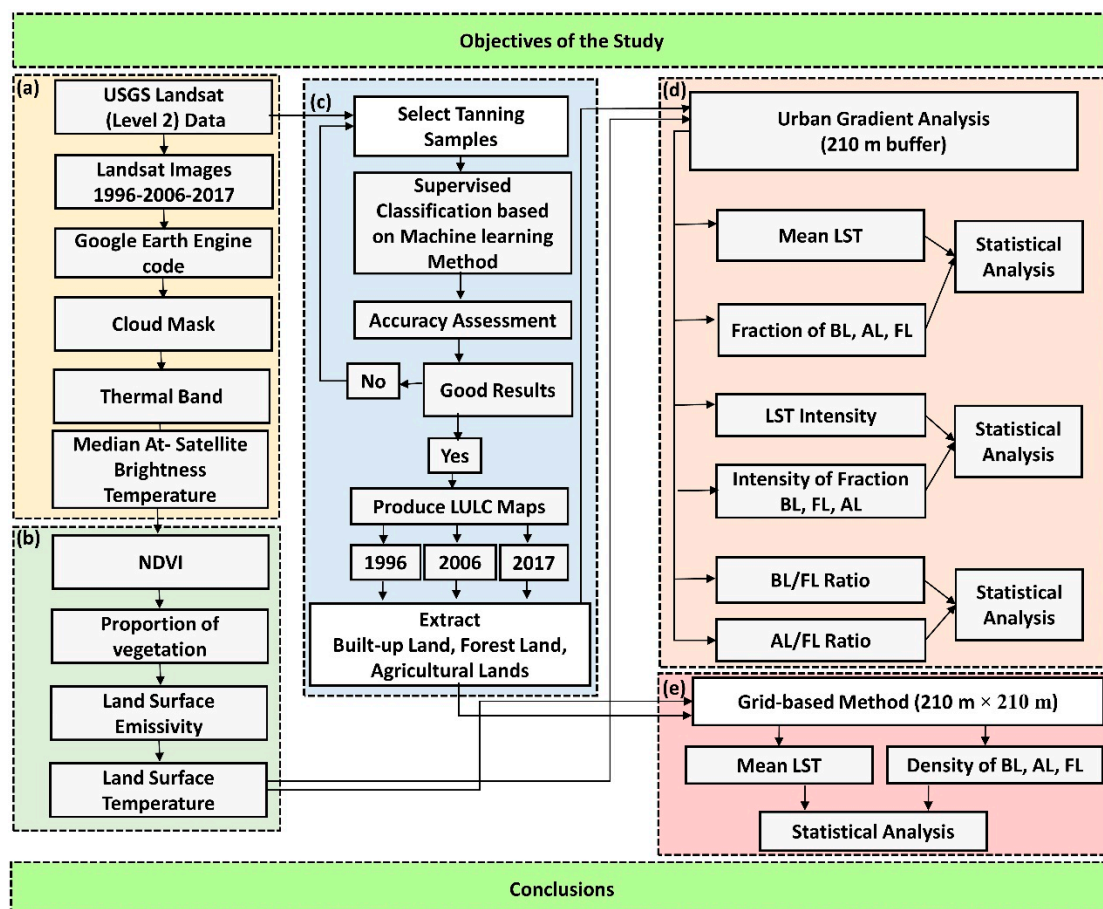 Objectives of the Study
(a)
USGS Landsat
(Level 2) Data
Landsat Images
1996-2006-2017
Google Earth Engine
code
Cloud Mask
Thermal Band
Median At- Satellite
Brightness
Temperature
(b)
NDVI
Proportion of
vegetation
Land Surface
Emissivity
Land Surface
Temperature
(c)
Select Tanning
Samples
Supervised
Classification based
on Machine learning
Method
Accuracy Assessment
No
Good Results
Yes
Produce LULC Maps
1996
2006
2017
Extract
Built-up Land, Forest Land,
Agricultural Lands
(d)
Urban Gradient Analysis
(210 m buffer)
Mean LST
Fraction of BL, AL, FL
Statistical
Analysis
LST Intensity
Intensity of Fraction
BL, FL, AL
Statistical
Analysis
BL/FL Ratio
AL/FL Ratio
Statistical
Analysis
(e)
Grid-based Method (210 m × 210 m)
Mean LST
Density of BL, AL, FL
Statistical Analysis
Conclusions